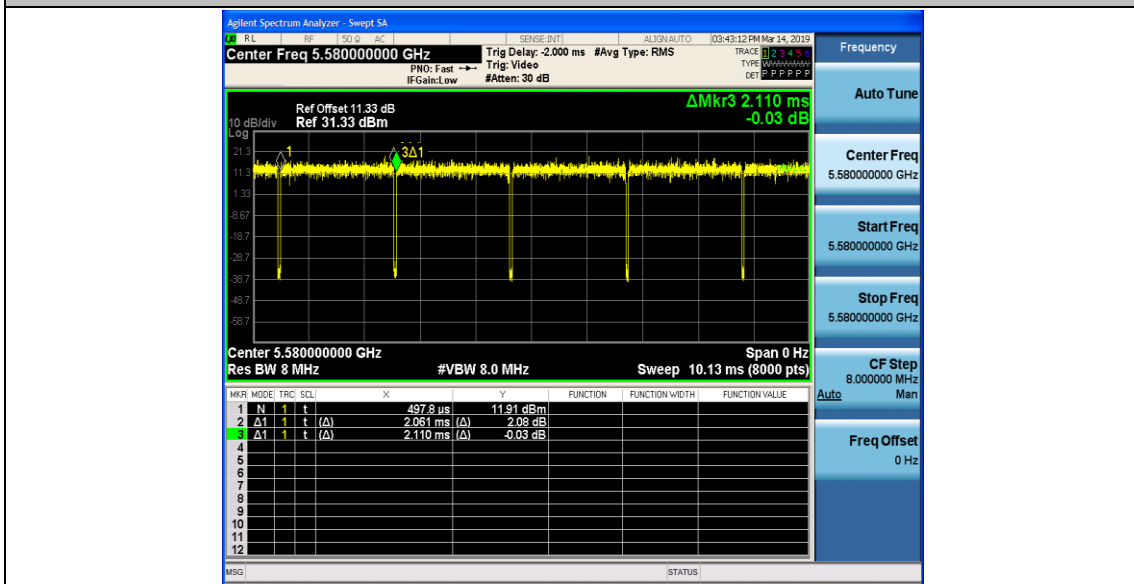 Agilent Spectrum Analyzer - Swept SA
RL RF 50 Ω AC SENSE:INT ALIGN AUTO 03:43:12 PM Mar 14, 2019
Center Freq 5.580000000 GHz
Trig Delay: -2.000 ms #Avg Type: RMS
TRACE 1 2 3 4 5 6
PNO: Fast Trig: Video
TYPE WWWWWW
IFGain:Low #Atten: 30 dB
DET P P P P P P
Frequency
Auto Tune
Center Freq
5.580000000 GHz
Start Freq
5.580000000 GHz
Stop Freq
5.580000000 GHz
CF Step
8.000000 MHz
Auto Man
Freq Offset
0 Hz
Ref Offset 11.33 dB
ΔMkr3 2.110 ms
10 dB/div Ref 31.33 dBm
-0.03 dB
Log
1
3Δ1
21.3
11.3
1.33
-8.67
-18.7
-28.7
-38.7
-48.7
-58.7
Center 5.580000000 GHz Span 0 Hz
Res BW 8 MHz #VBW 8.0 MHz Sweep 10.13 ms (8000 pts)
MKR MODE TRC SCL X Y FUNCTION FUNCTION WIDTH FUNCTION VALUE
1 N 1 t 497.8 µs 11.91 dBm
2 Δ1 1 t (Δ) 2.061 ms (Δ) 2.08 dB
3 Δ1 1 t (Δ) 2.110 ms (Δ) -0.03 dB
4
5
6
7
8
9
10
11
12
MSG STATUS